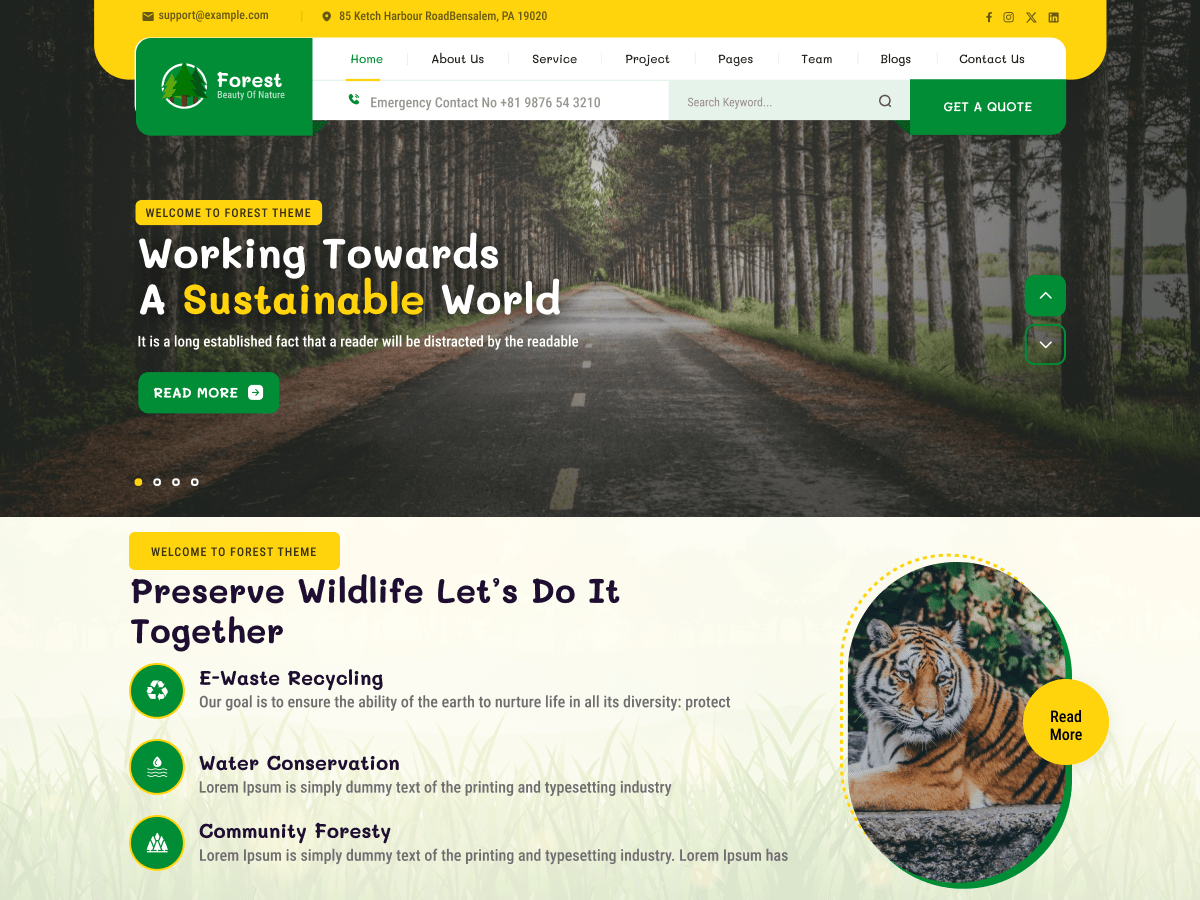 support@example.com
85 Ketch Harbour RoadBensalem, PA 19020
Forest
Beauty Of Nature
Home
About Us
Service
Project
Pages
Team
Blogs
Contact Us
Emergency Contact No +81 9876 54 3210
Search Keyword...
GET A QUOTE
WELCOME TO FOREST THEME
Working Towards
A Sustainable World
It is a long established fact that a reader will be distracted by the readable
READ MORE
WELCOME TO FOREST THEME
Preserve Wildlife Let's Do It
Together
E-Waste Recycling
Our goal is to ensure the ability of the earth to nurture life in all its diversity: protect
Water Conservation
Lorem Ipsum is simply dummy text of the printing and typesetting industry
Community Foresty
Lorem Ipsum is simply dummy text of the printing and typesetting industry. Lorem Ipsum has
Read
More